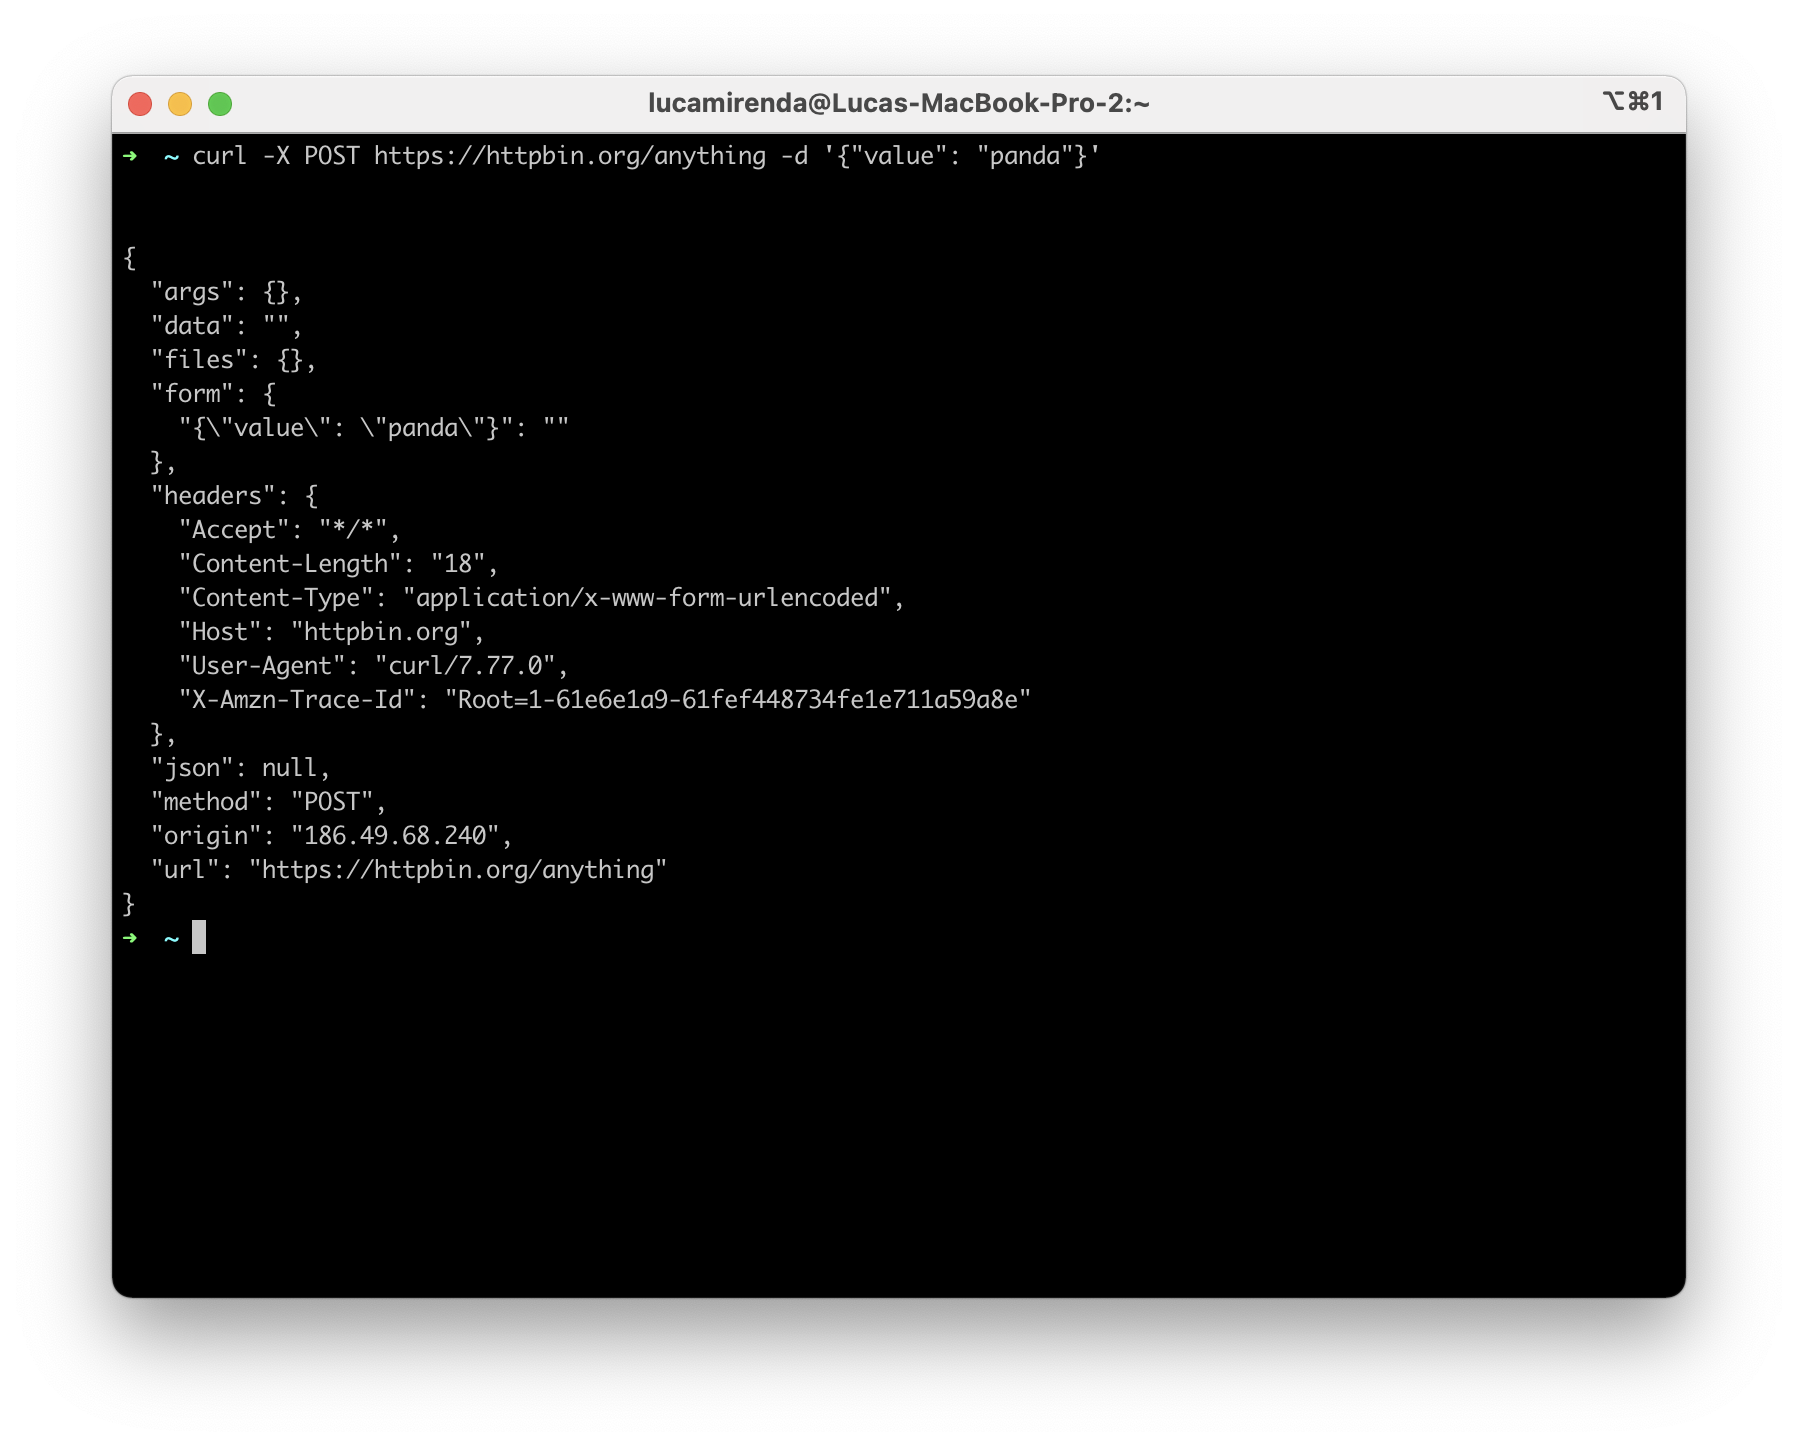 lucamirenda@Lucas-MacBook-Pro-2:~
⌥⌘1
➜  ~ curl -X POST https://httpbin.org/anything -d '{"value": "panda"}'
{
  "args": {},
  "data": "",
  "files": {},
  "form": {
    "{\"value\": \"panda\"}": ""
  },
  "headers": {
    "Accept": "*/*",
    "Content-Length": "18",
    "Content-Type": "application/x-www-form-urlencoded",
    "Host": "httpbin.org",
    "User-Agent": "curl/7.77.0",
    "X-Amzn-Trace-Id": "Root=1-61e6e1a9-61fef448734fe1e711a59a8e"
  },
  "json": null,
  "method": "POST",
  "origin": "186.49.68.240",
  "url": "https://httpbin.org/anything"
}
➜  ~